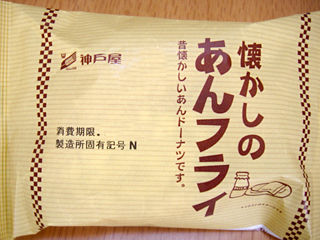 神戸屋
懐かしの
あんフライ
昔懐かしいあんドーナツです。
消費期限。
製造所固有記号 N